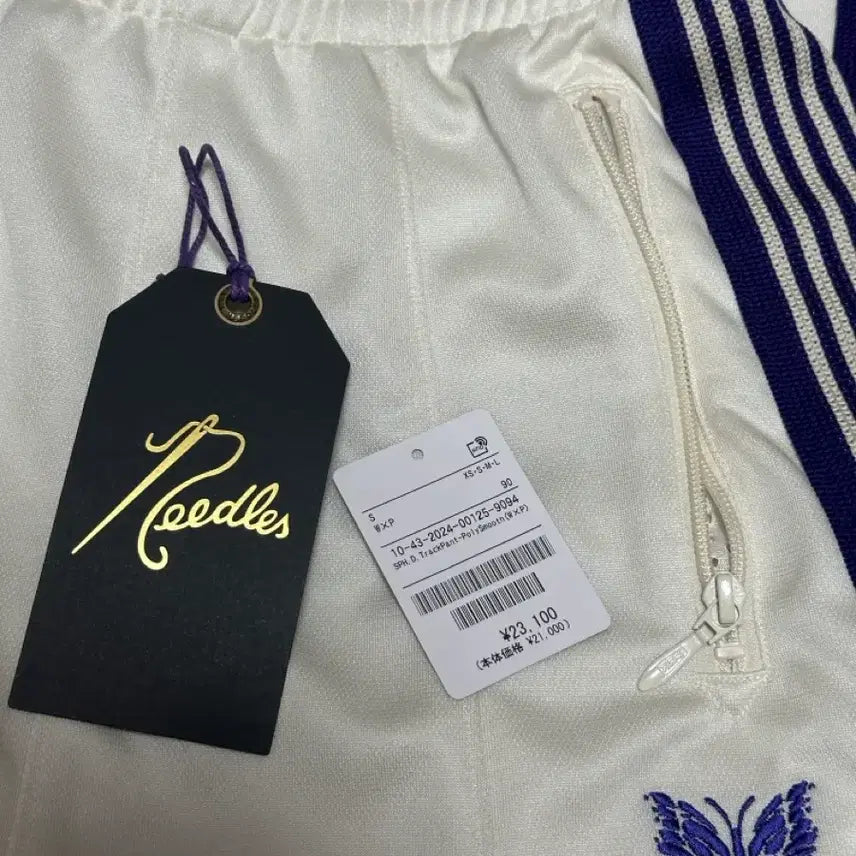 Needles
XS-S-M-L
S
90
W×P
10-43-2024-00125-9094
SPH.D.TrackPant-PolySmooth(W×P)
¥23,100
(本体価格 ¥21,000)